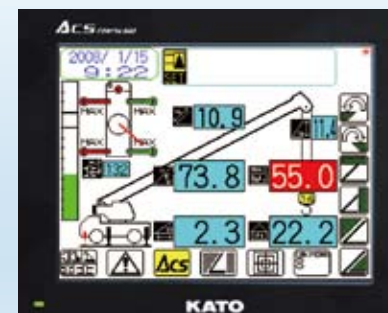 ACS
2008/ 1/15
9:22
SET
MAX MAX
10.9
11.4
MAX MAX
132
73.8 55.0
2.3 22.2
ACS
KATO